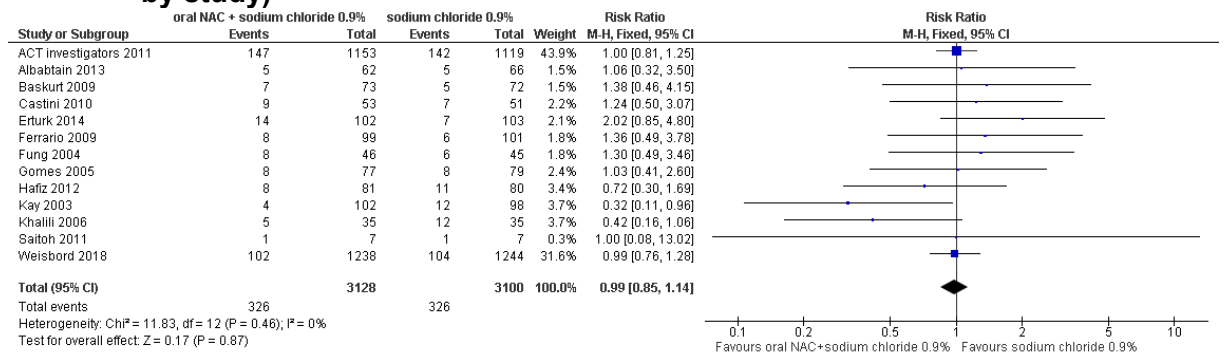 by study)
oral NAC + sodium chloride 0.9% sodium chloride 0.9% Risk Ratio Risk Ratio
Study or Subgroup Events Total Events Total Weight M-H, Fixed, 95% CI M-H, Fixed, 95% CI
ACT investigators 2011 147 1153 142 1119 43.9% 1.00 [0.81, 1.25]
Albabtain 2013 5 62 5 66 1.5% 1.06 [0.32, 3.50]
Baskurt 2009 7 73 5 72 1.5% 1.38 [0.46, 4.15]
Castini 2010 9 53 7 51 2.2% 1.24 [0.50, 3.07]
Erturk 2014 14 102 7 103 2.1% 2.02 [0.85, 4.80]
Ferrario 2009 8 99 6 101 1.8% 1.36 [0.49, 3.78]
Fung 2004 8 46 6 45 1.8% 1.30 [0.49, 3.46]
Gomes 2005 8 77 8 79 2.4% 1.03 [0.41, 2.60]
Hafiz 2012 8 81 11 80 3.4% 0.72 [0.30, 1.69]
Kay 2003 4 102 12 98 3.7% 0.32 [0.11, 0.96]
Khalili 2006 5 35 12 35 3.7% 0.42 [0.16, 1.06]
Saitoh 2011 1 7 1 7 0.3% 1.00 [0.08, 13.02]
Weisbord 2018 102 1238 104 1244 31.6% 0.99 [0.76, 1.28]
Total (95% CI) 3128 3100 100.0% 0.99 [0.85, 1.14]
Total events 326 326
Heterogeneity: Chi² = 11.83, df = 12 (P = 0.46); I² = 0%
Test for overall effect: Z = 0.17 (P = 0.87)
0.1 0.2 0.5 1 2 5 10
Favours oral NAC+sodium chloride 0.9% Favours sodium chloride 0.9%